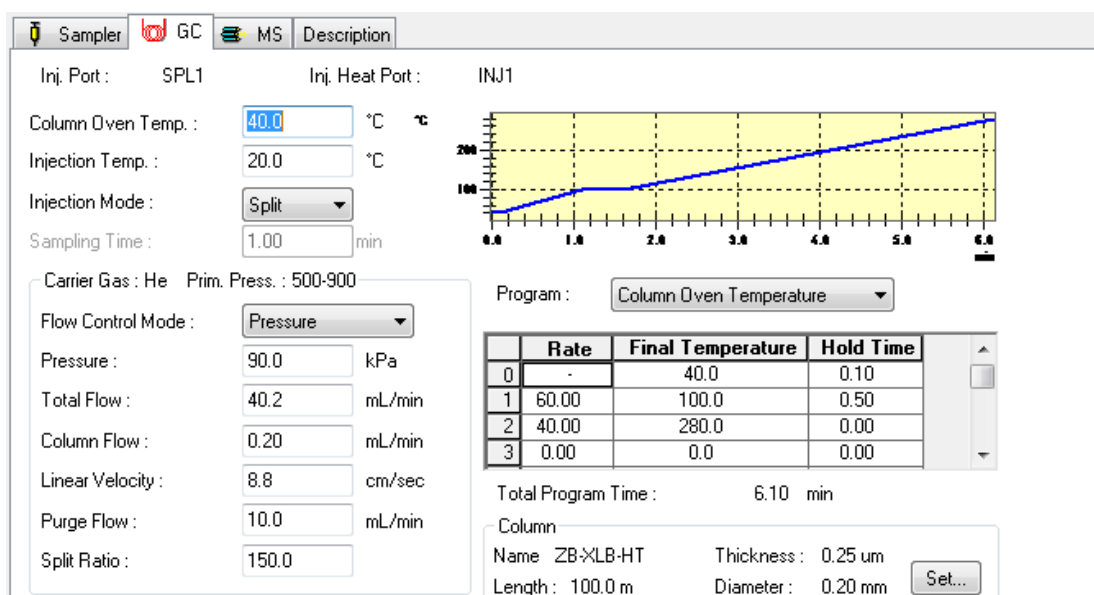 Sampler GC MS Description
Inj. Port : SPL1 Inj. Heat Port : INJ1
Column Oven Temp. : 40.0 °C °C
Injection Temp. : 20.0 °C
200
100
Injection Mode : Split
Sampling Time : 1.00 min
0.0 1.0 2.0 3.0 4.0 5.0 6.0
Carrier Gas : He Prim. Press. : 500-900
Program : Column Oven Temperature
Flow Control Mode : Pressure
Pressure : 90.0 kPa
Total Flow : 40.2 mL/min
Column Flow : 0.20 mL/min
Linear Velocity : 8.8 cm/sec
Purge Flow : 10.0 mL/min
Split Ratio : 150.0
Rate Final Temperature Hold Time
0 - 40.0 0.10
1 60.00 100.0 0.50
2 40.00 280.0 0.00
3 0.00 0.0 0.00
Total Program Time : 6.10 min
Column
Name ZB-XLB-HT Thickness : 0.25 um
Length : 100.0 m Diameter : 0.20 mm Set...